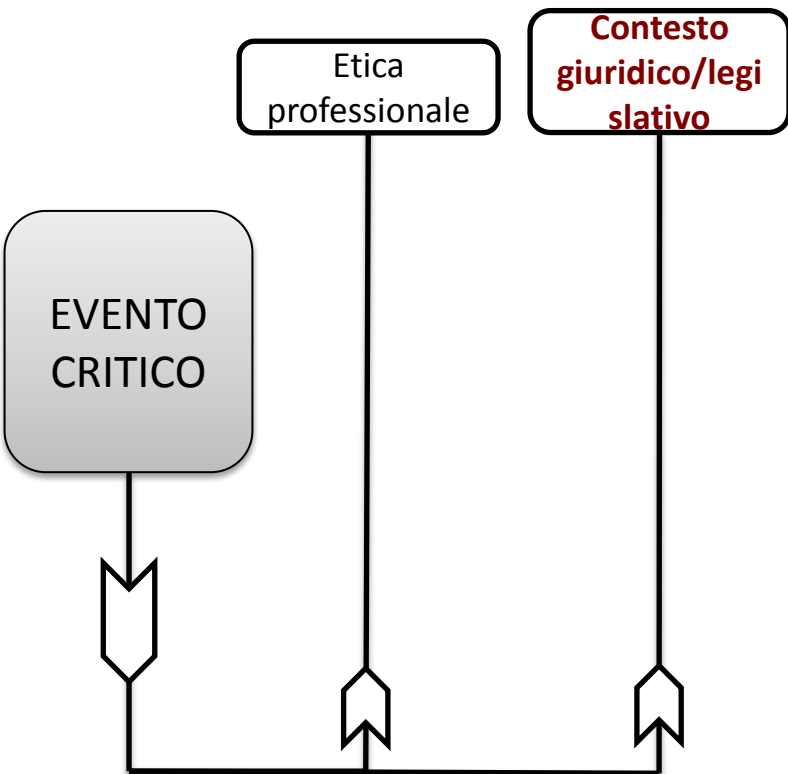 Etica
professionale
Contesto
giuridico/legi
slativo
EVENTO
CRITICO